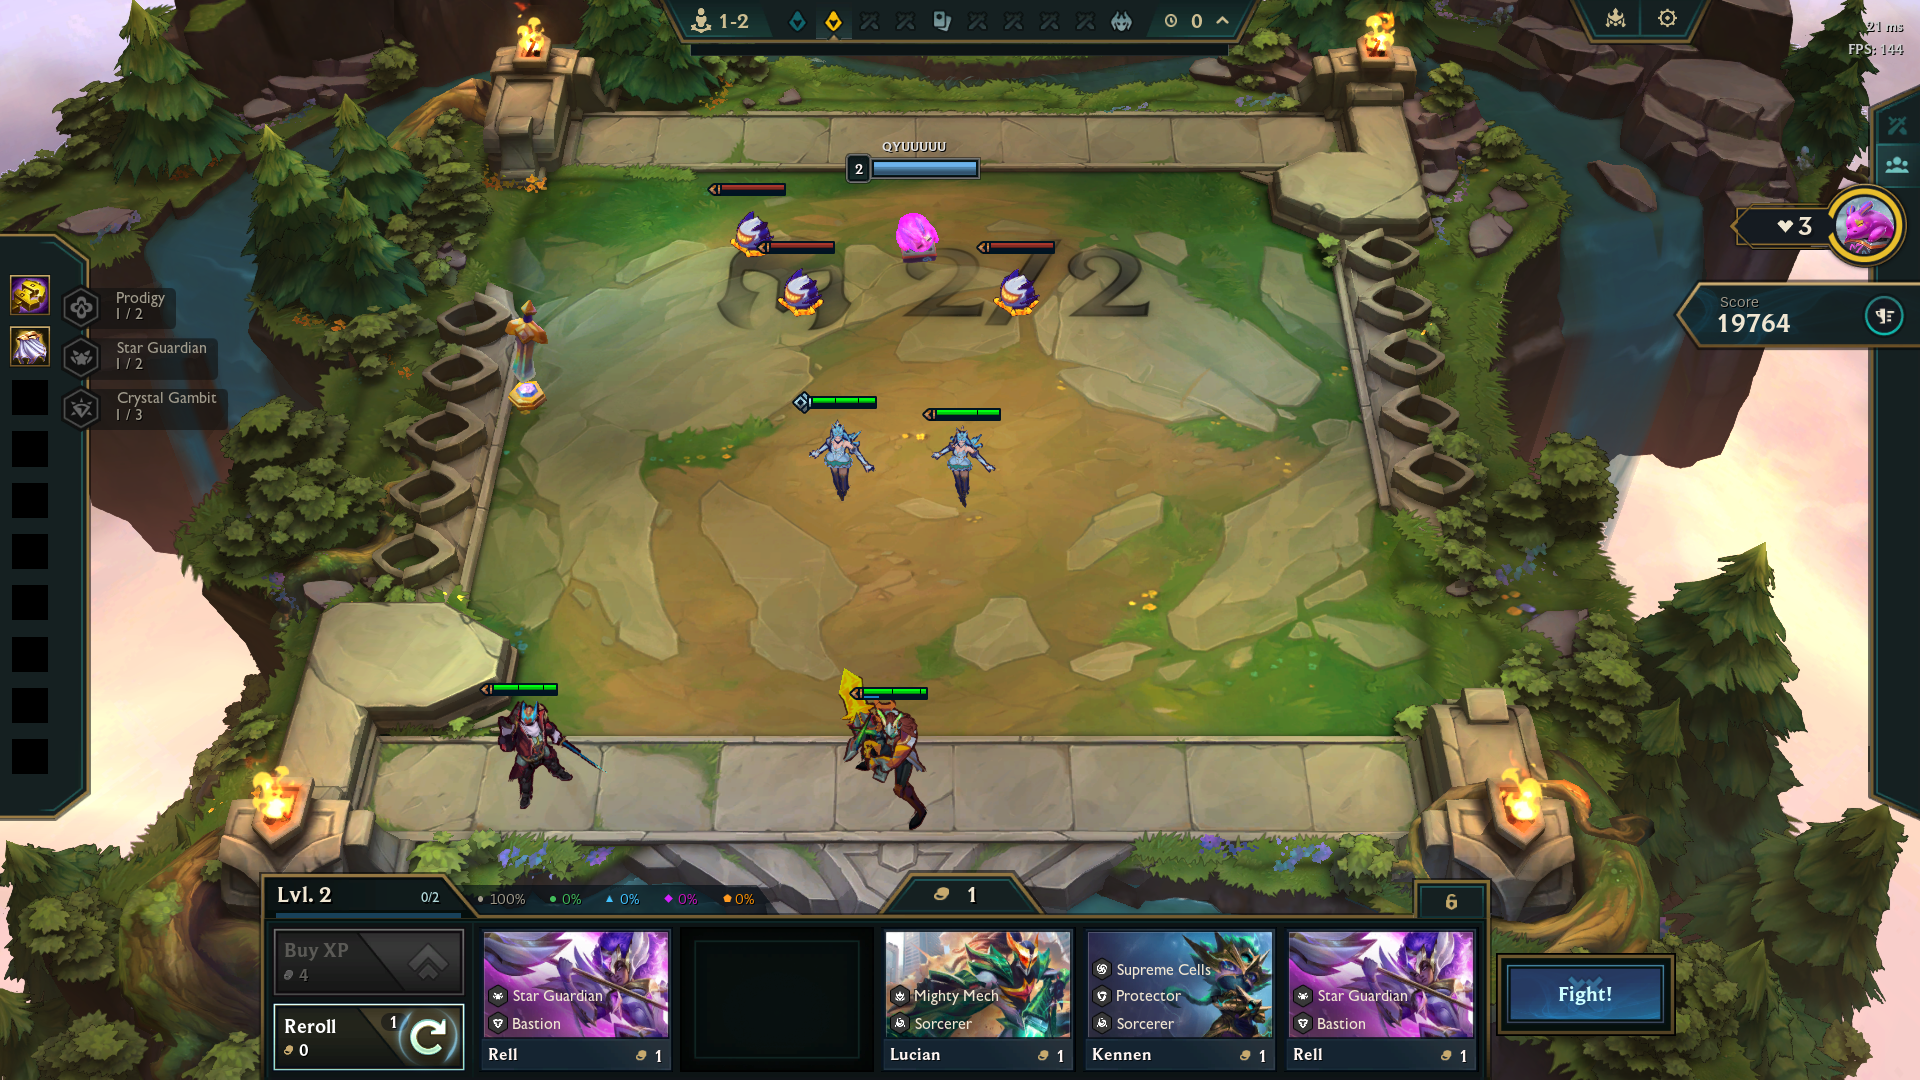 1-2
0
21 ms
FPS: 144
QYUUUUU
2
2/2
3
Score
19764
Prodigy
1 / 2
Star Guardian
1 / 2
Crystal Gambit
1 / 3
Lvl. 2
0/2
100%
0%
0%
0%
0%
1
6
Buy XP
4
Reroll
1
0
Star Guardian
Bastion
Rell
1
Mighty Mech
Sorcerer
Lucian
1
Supreme Cells
Protector
Sorcerer
Kennen
1
Star Guardian
Bastion
Rell
1
Fight!